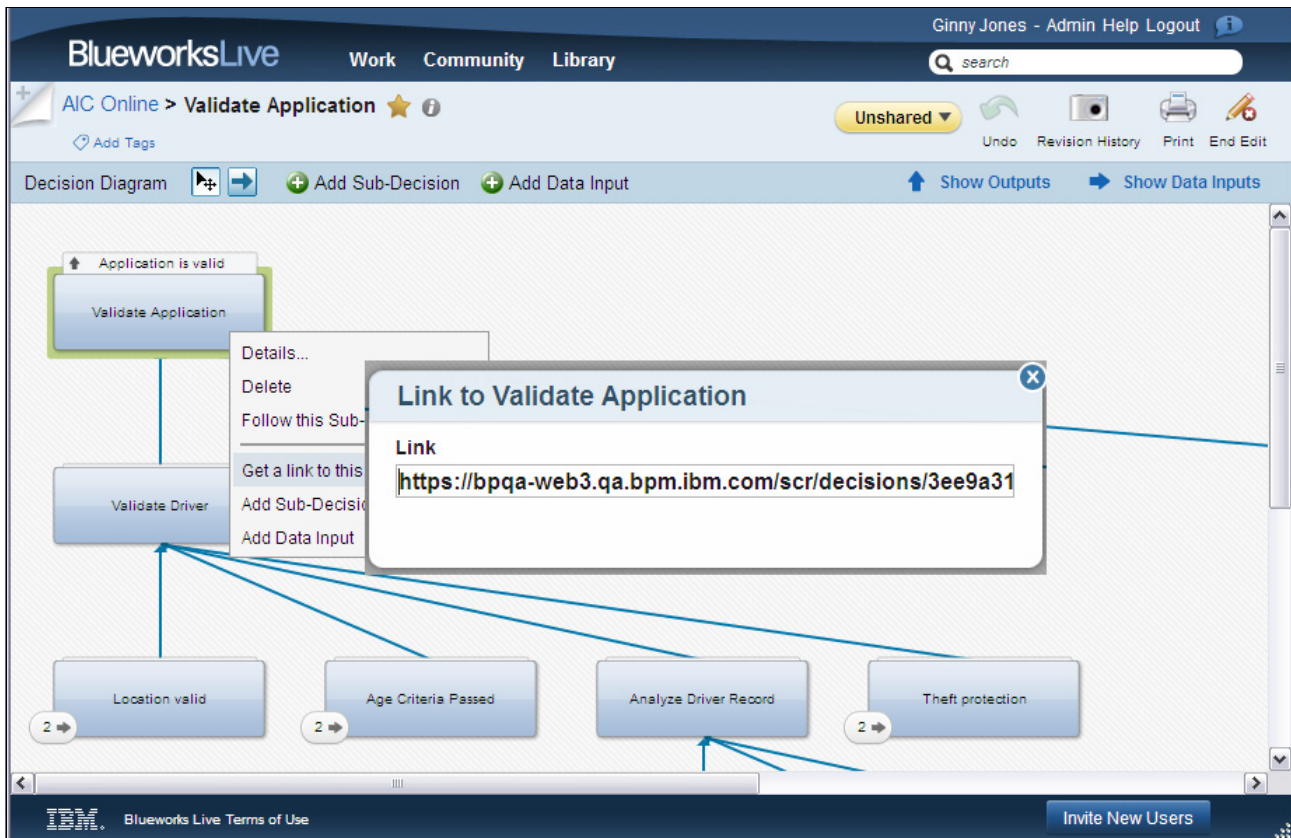 Ginny Jones - Admin Help Logout
BlueworksLive Work Community Library search
AIC Online > Validate Application
Unshared
Add Tags
Undo Revision History Print End Edit
Decision Diagram Add Sub-Decision Add Data Input Show Outputs Show Data Inputs
Application is valid
Validate Application
Details...
Delete
Follow this Sub-
Get a link to this
Add Sub-Decisio
Add Data Input
Link to Validate Application
Link
https://bpqa-web3.qa.bpm.ibm.com/scr/decisions/3ee9a31
Validate Driver
Location valid Age Criteria Passed Analyze Driver Record Theft protection
2 2 2
IBM. Blueworks Live Terms of Use Invite New Users